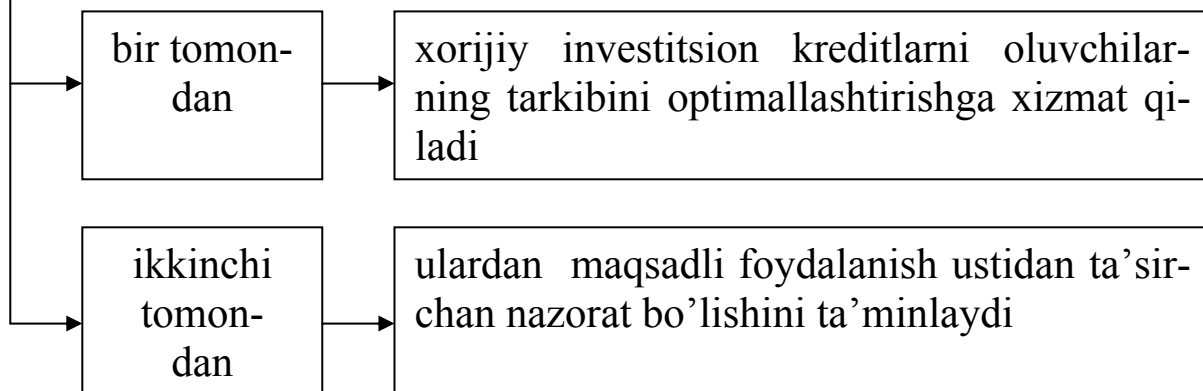 bir tomon-
dan
xorijiy investitsion kreditlarni oluvchilar-
ning tarkibini optimallashtirishga xizmat qi-
ladi
ikkinchi
tomon-
dan
ulardan maqsadli foydalanish ustidan ta’sir-
chan nazorat bo’lishini ta’minlaydi